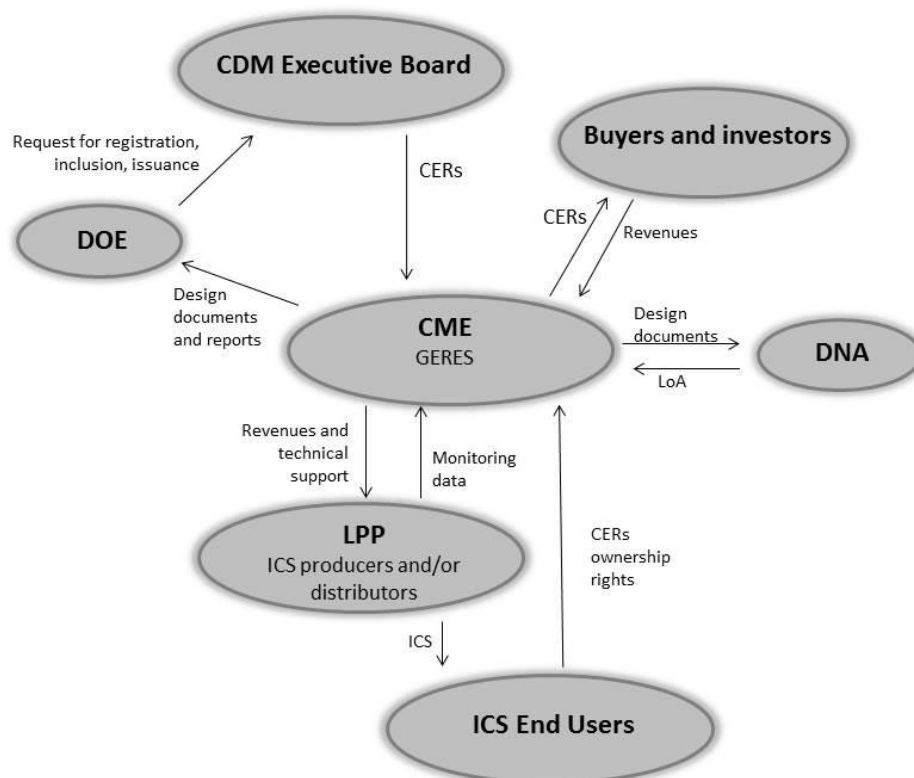 CDM Executive Board
Buyers and investors
Request for registration,
inclusion, issuance
CERs
CERs
Revenues
DOE
Design
documents
and reports
CME
GERES
Design
documents
DNA
LoA
Revenues and
technical
support
Monitoring
data
LPP
ICS producers and/or
distributors
CERs
ownership
rights
ICS
ICS End Users